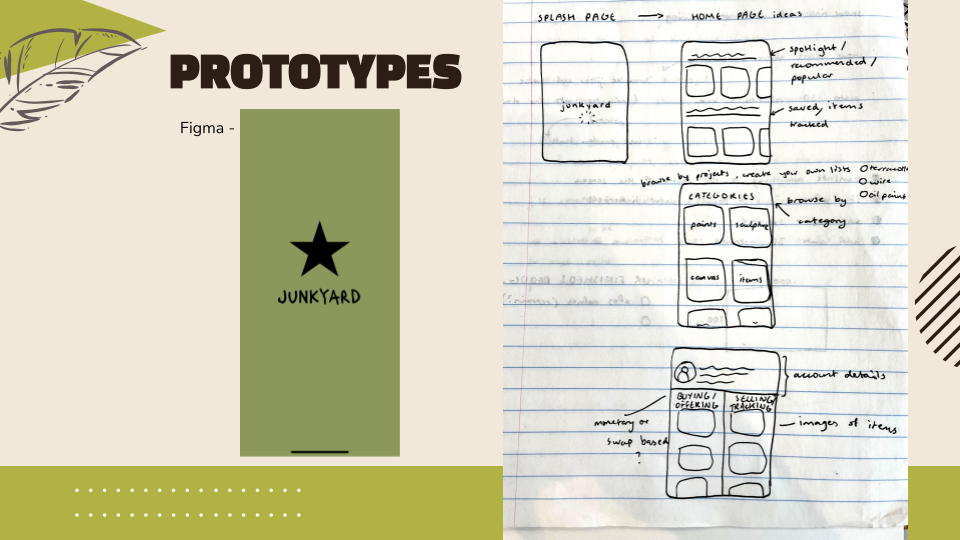 PROTOTYPES
Figma -
JUNKYARD
SPLASH PAGE
HOME PAGE ideas
junkyard
spotlight /
recommended /
popular
saved, items
tracked
browse by projects, create your own lists
wire
oil paint
CATEGORIES
browse by
category
paints
sculpture
canvas
items
account details
BUYING/
OFFERING
SELLING/
TRACKING
monetary or
swap based
?
images of items